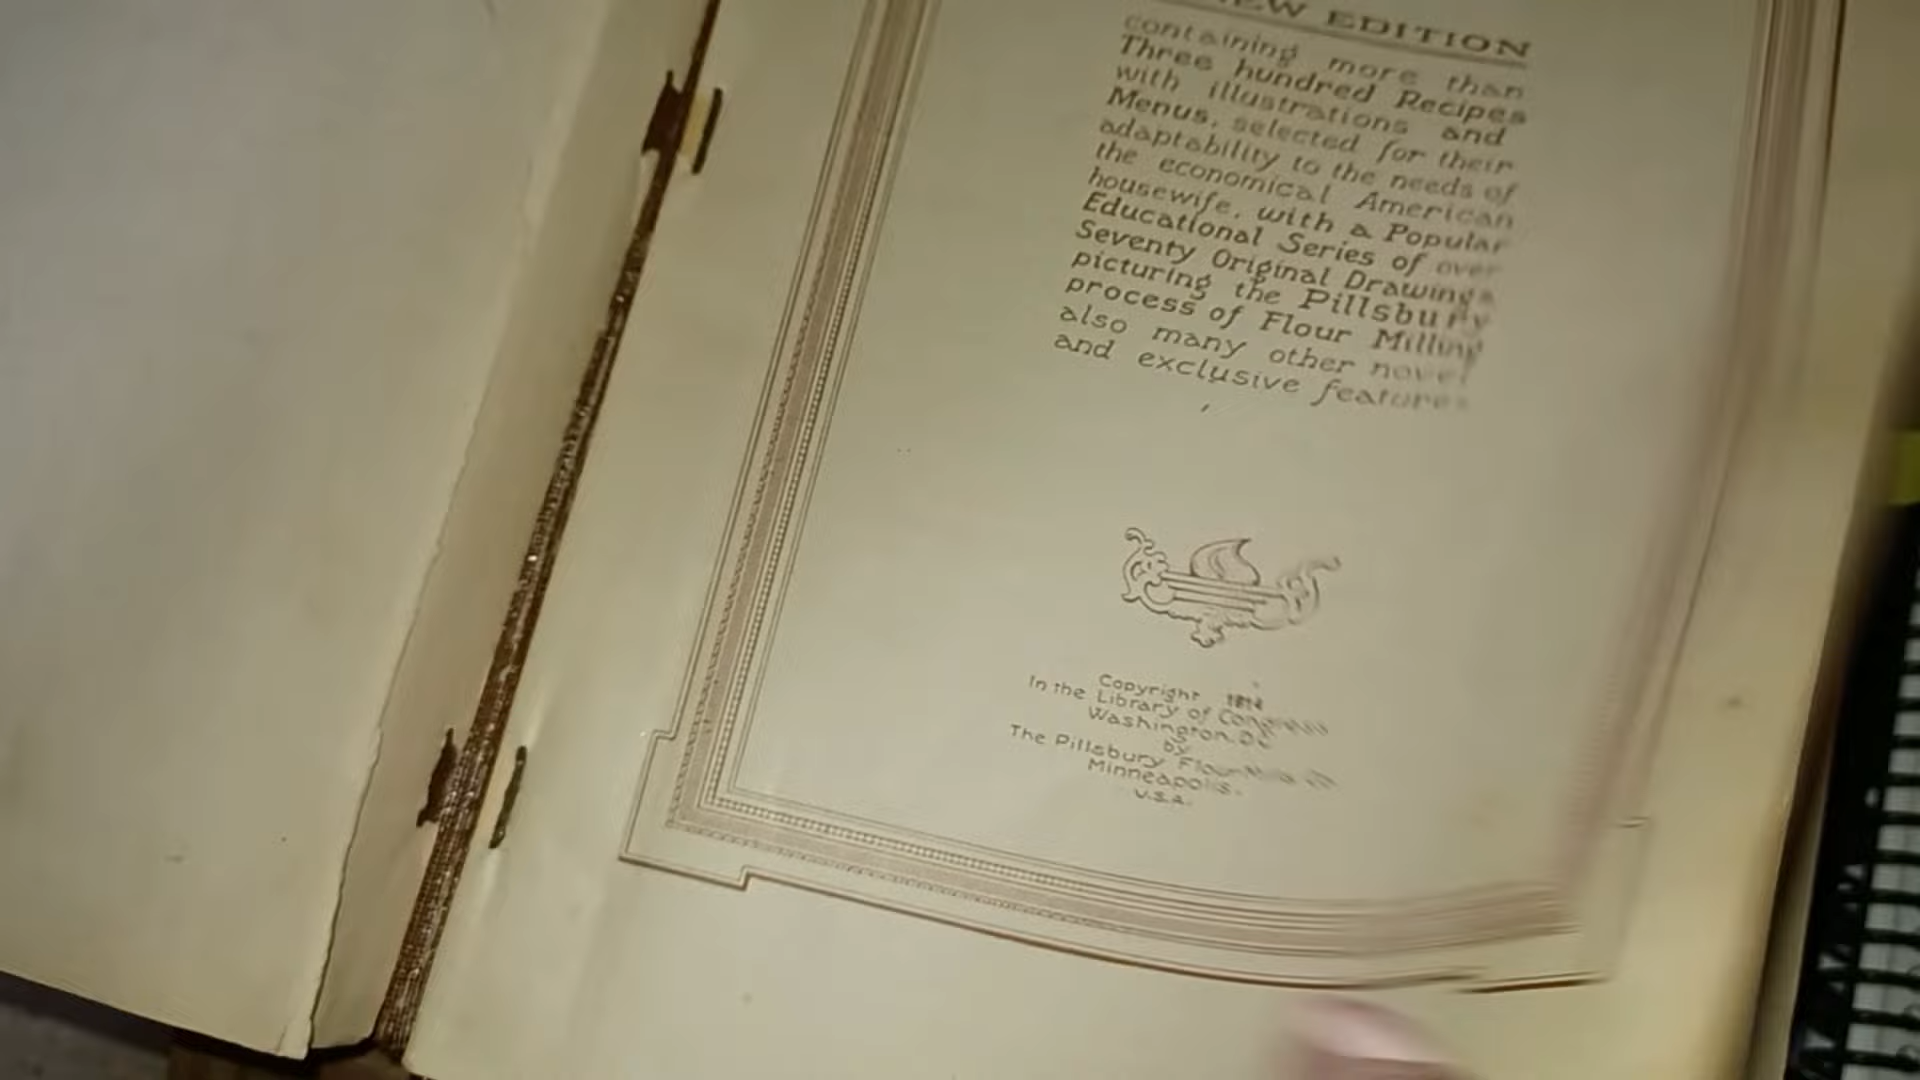 NEW EDITION
containing more than
Three hundred Recipes
with illustrations and
Menus, selected for their
adaptability to the needs of
the economical American
housewife, with a Popular
Educational Series of over
Seventy Original Drawings
picturing the Pillsbury
process of Flour Milling
also many other novel
and exclusive features
Copyright 1914
In the Library of Congress
Washington. D.C.
by
The Pillsbury Flour
Minneapolis.
U.S.A.